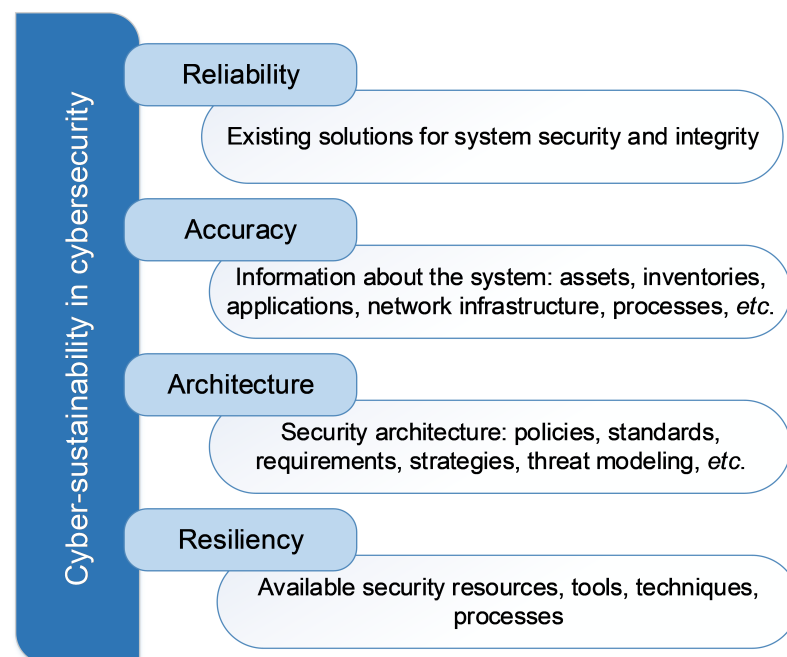 Cyber-sustainability in cybersecurity
Reliability
Existing solutions for system security and integrity
Accuracy
Information about the system: assets, inventories,
applications, network infrastructure, processes, etc.
Architecture
Security architecture: policies, standards,
requirements, strategies, threat modeling, etc.
Resiliency
Available security resources, tools, techniques,
processes